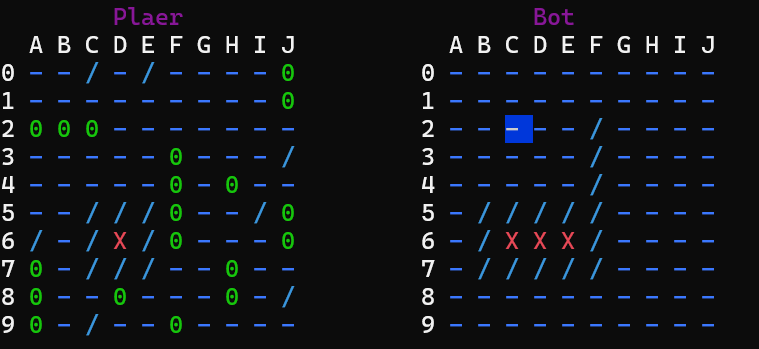 Plaer Bot
A B C D E F G H I J A B C D E F G H I J
0 - - / - / - - - - 0 0 - - - - - - - - - -
1 - - - - - - - - - 0 1 - - - - - - - - - -
2 0 0 0 - - - - - - - 2 - - - - - / - - - -
3 - - - - - 0 - - - / 3 - - - - - / - - - -
4 - - - - - 0 - 0 - - 4 - - - - - / - - - -
5 - - / / / 0 - - / 0 5 - / / / / / - - - -
6 / - / X / 0 - - - 0 6 - / X X X / - - - -
7 0 - / / / - - 0 - - 7 - / / / / / - - - -
8 0 - - 0 - - - 0 - / 8 - - - - - - - - - -
9 0 - / - - 0 - - - - 9 - - - - - - - - - -